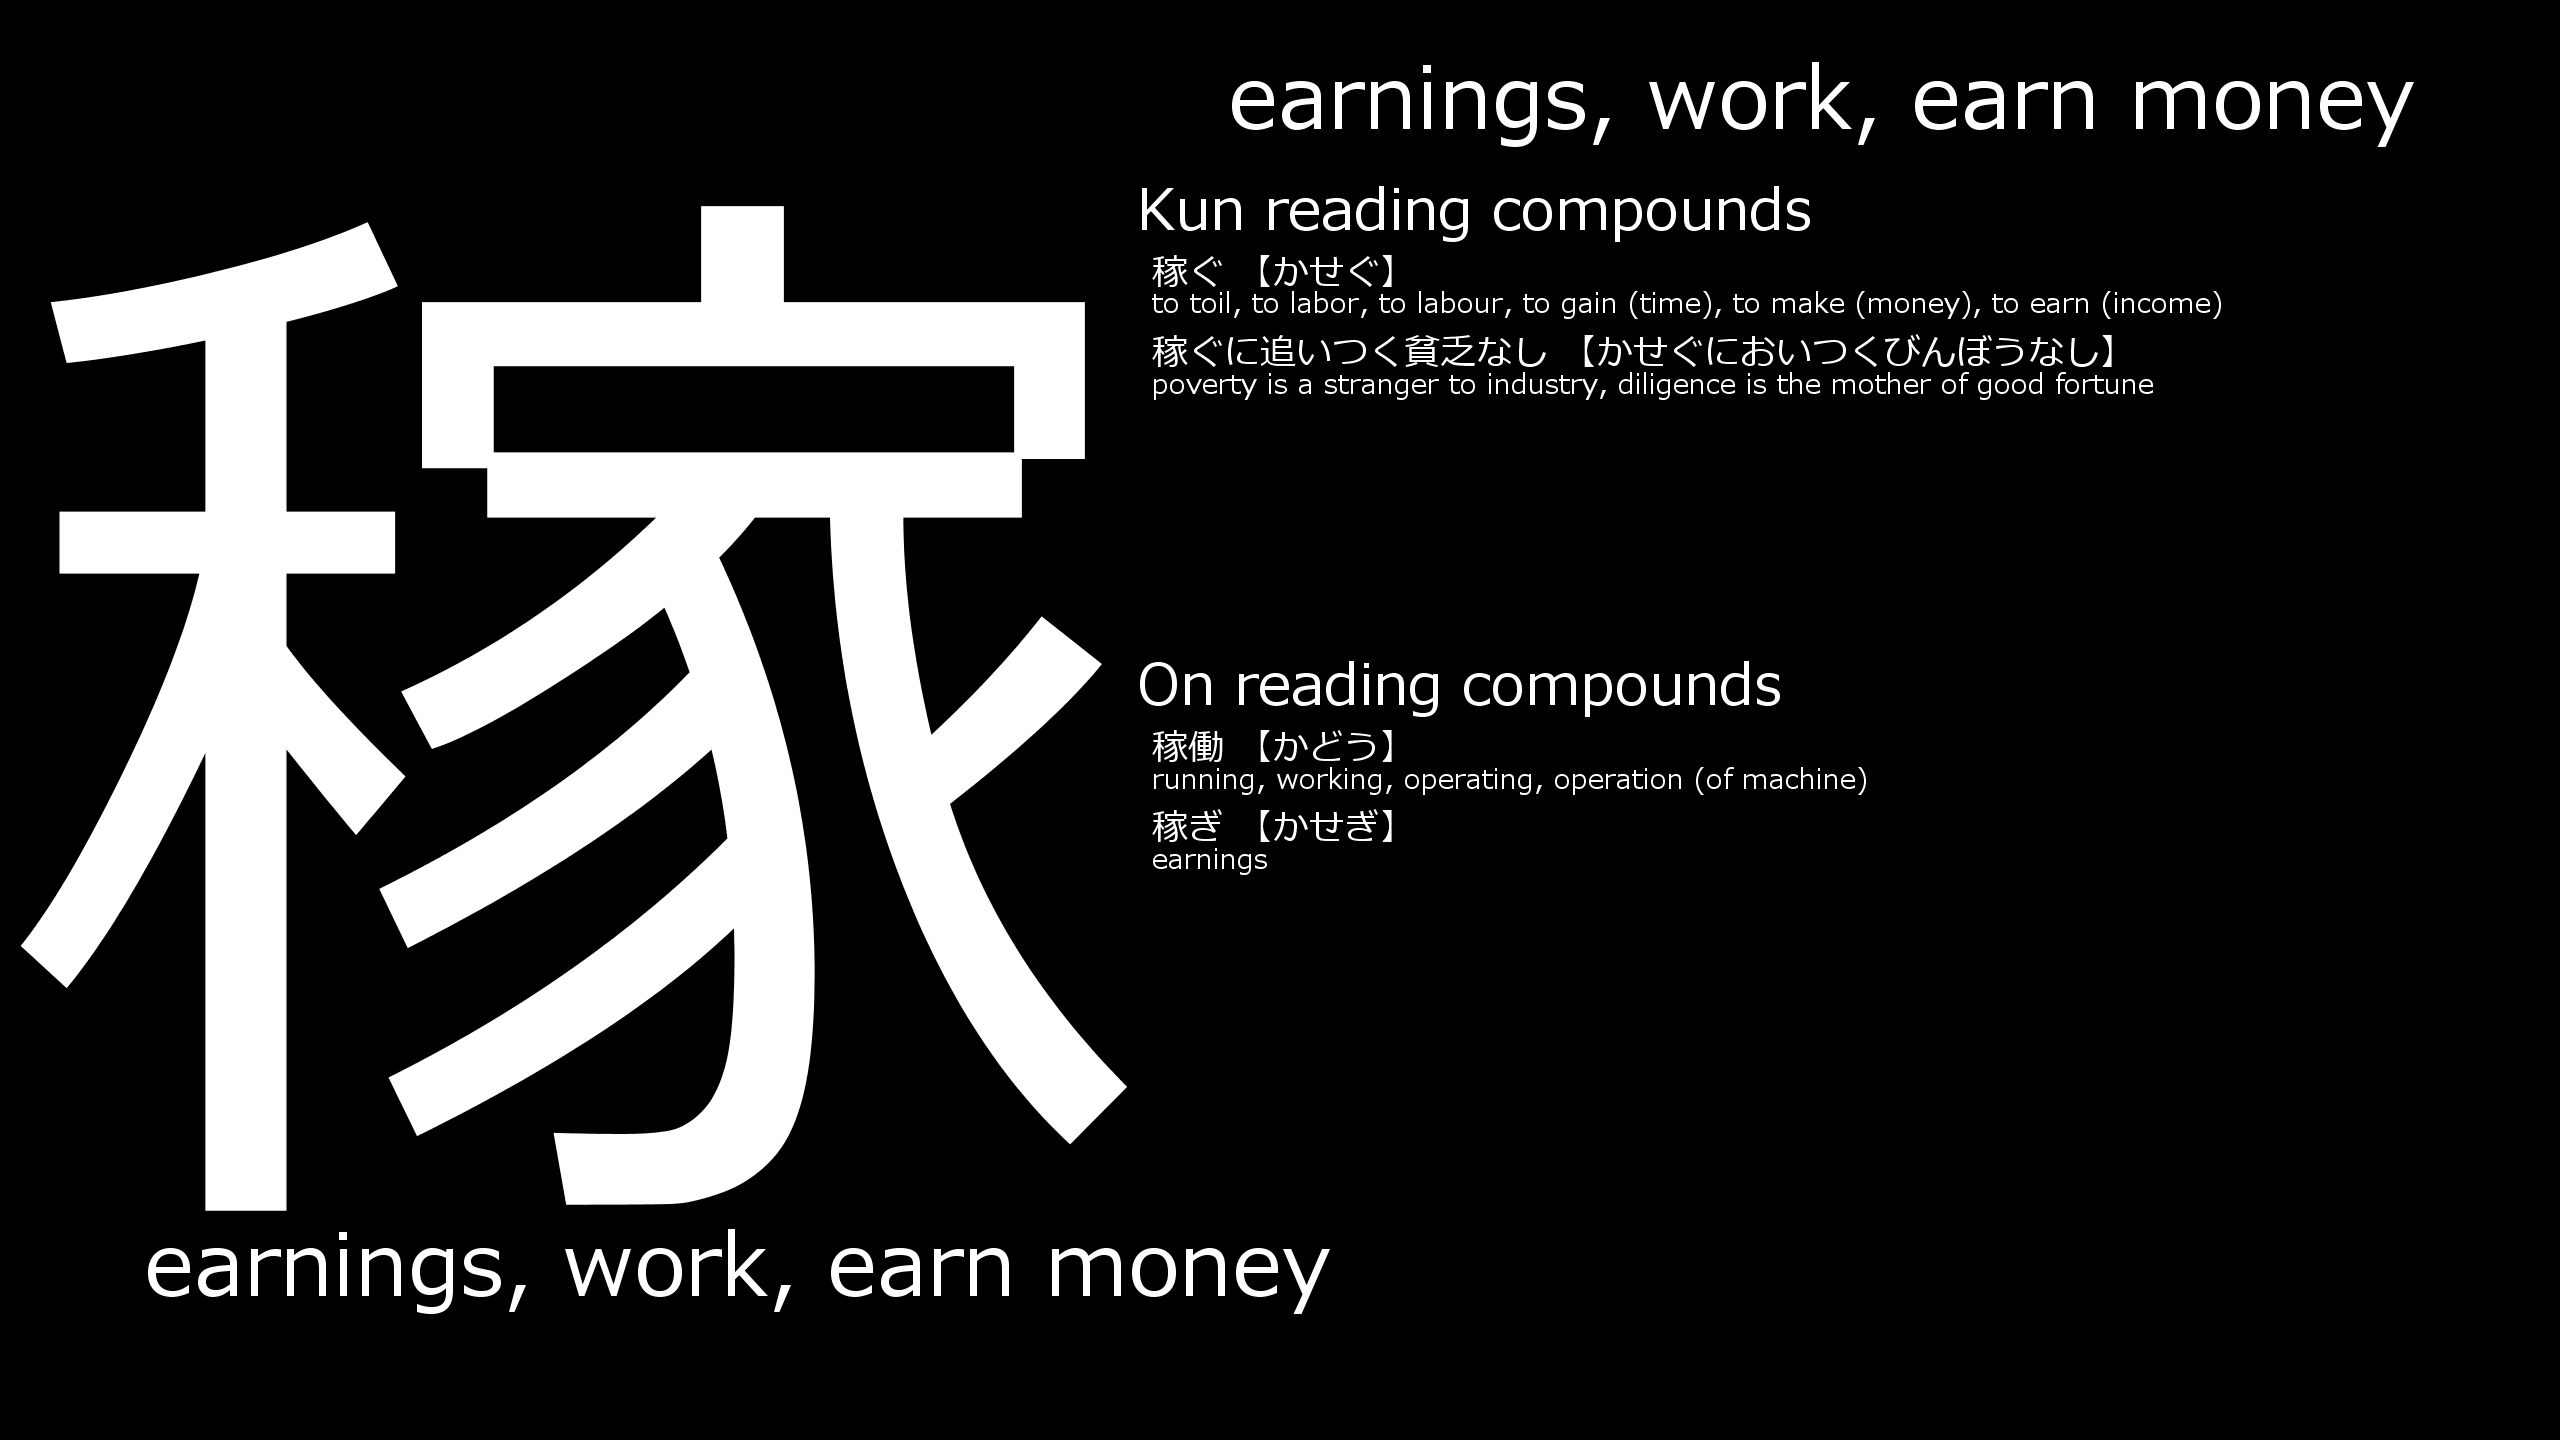 earnings, work, earn money
稼
Kun reading compounds
稼ぐ 【かせぐ】
to toil, to labor, to labour, to gain (time), to make (money), to earn (income)
稼ぐに追いつく貧乏なし 【かせぐにおいつくびんぼうなし】
poverty is a stranger to industry, diligence is the mother of good fortune
On reading compounds
稼働 【かどう】
running, working, operating, operation (of machine)
稼ぎ 【かせぎ】
earnings
earnings, work, earn money